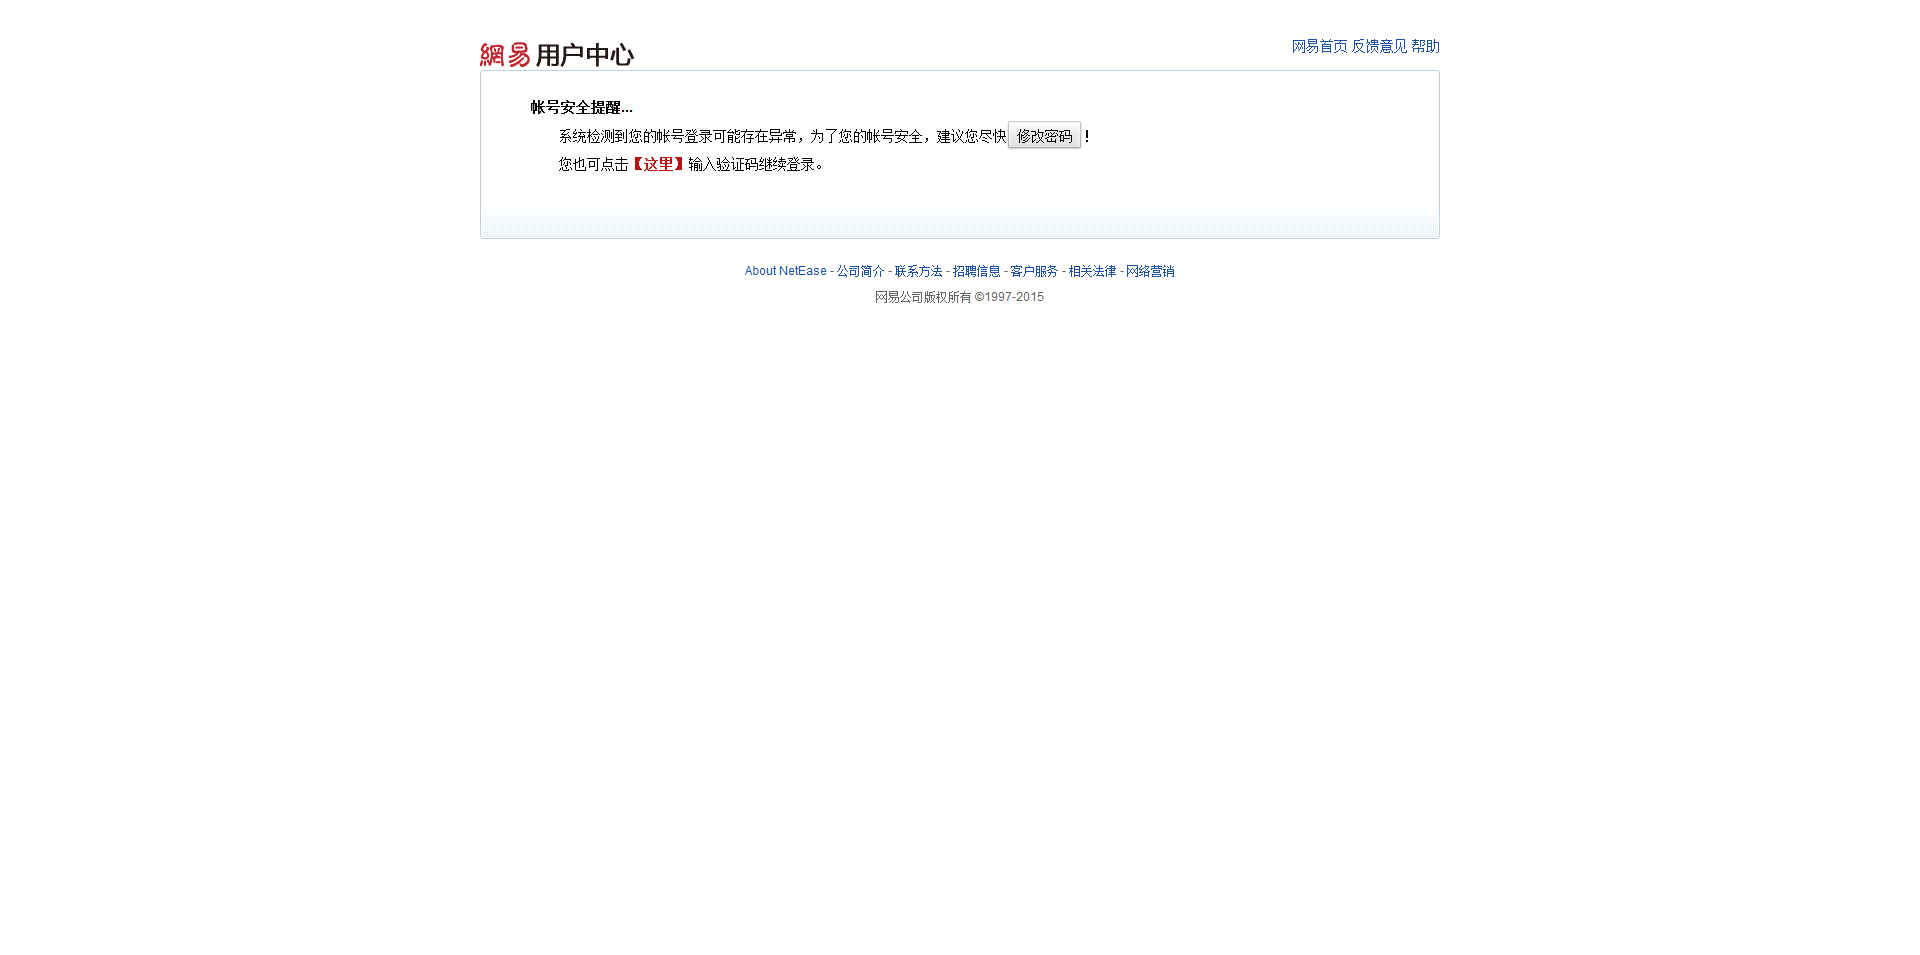 網易 用户中心
网易首页 反馈意见 帮助
帐号安全提醒...
系统检测到您的帐号登录可能存在异常，为了您的帐号安全，建议您尽快 修改密码 ！
您也可点击【这里】输入验证码继续登录。
About NetEase - 公司简介 - 联系方法 - 招聘信息 - 客户服务 - 相关法律 - 网络营销
网易公司版权所有 ©1997-2015